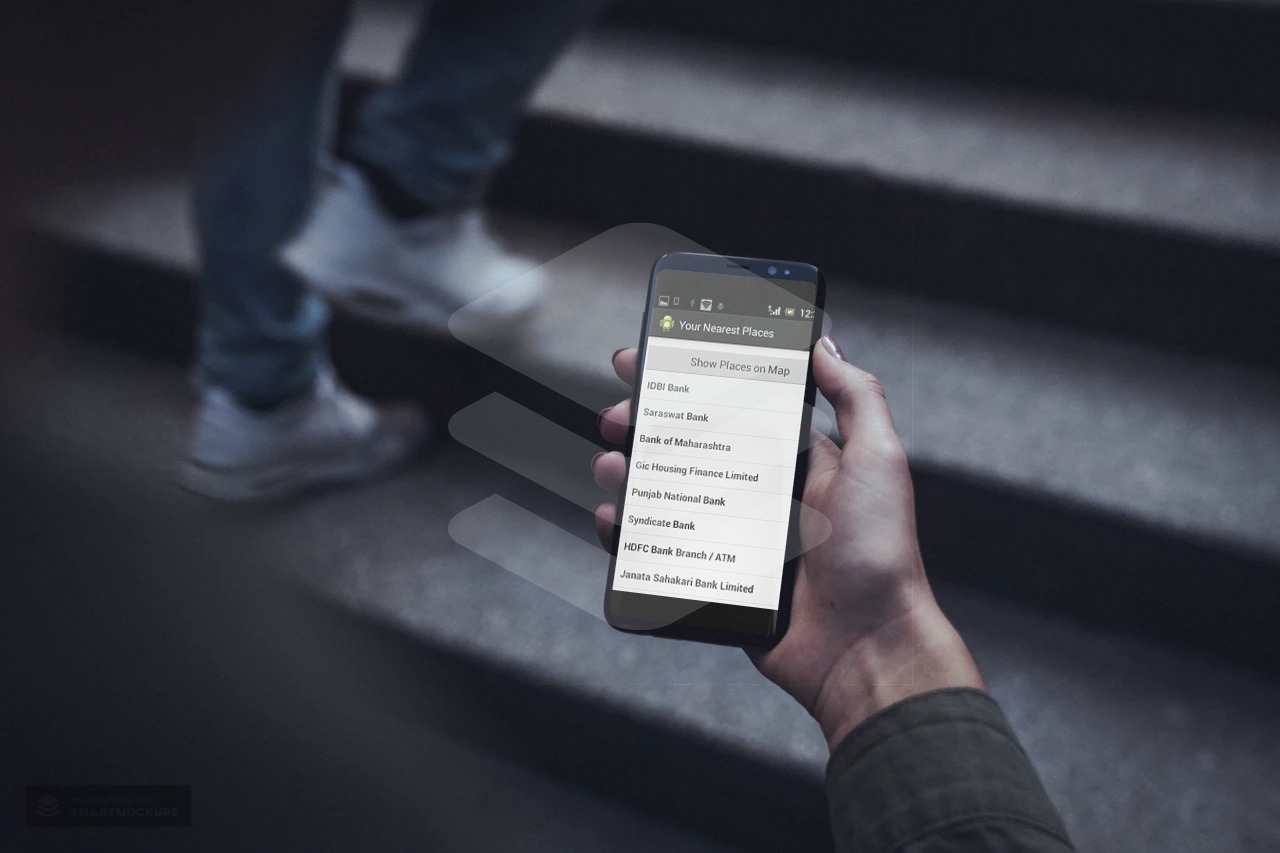 12:
Your Nearest Places
Show Places on Map
IDBI Bank
Saraswat Bank
Bank of Maharashtra
Gic Housing Finance Limited
Punjab National Bank
Syndicate Bank
HDFC Bank Branch / ATM
Janata Sahakari Bank Limited
SMARTMOCKUPS